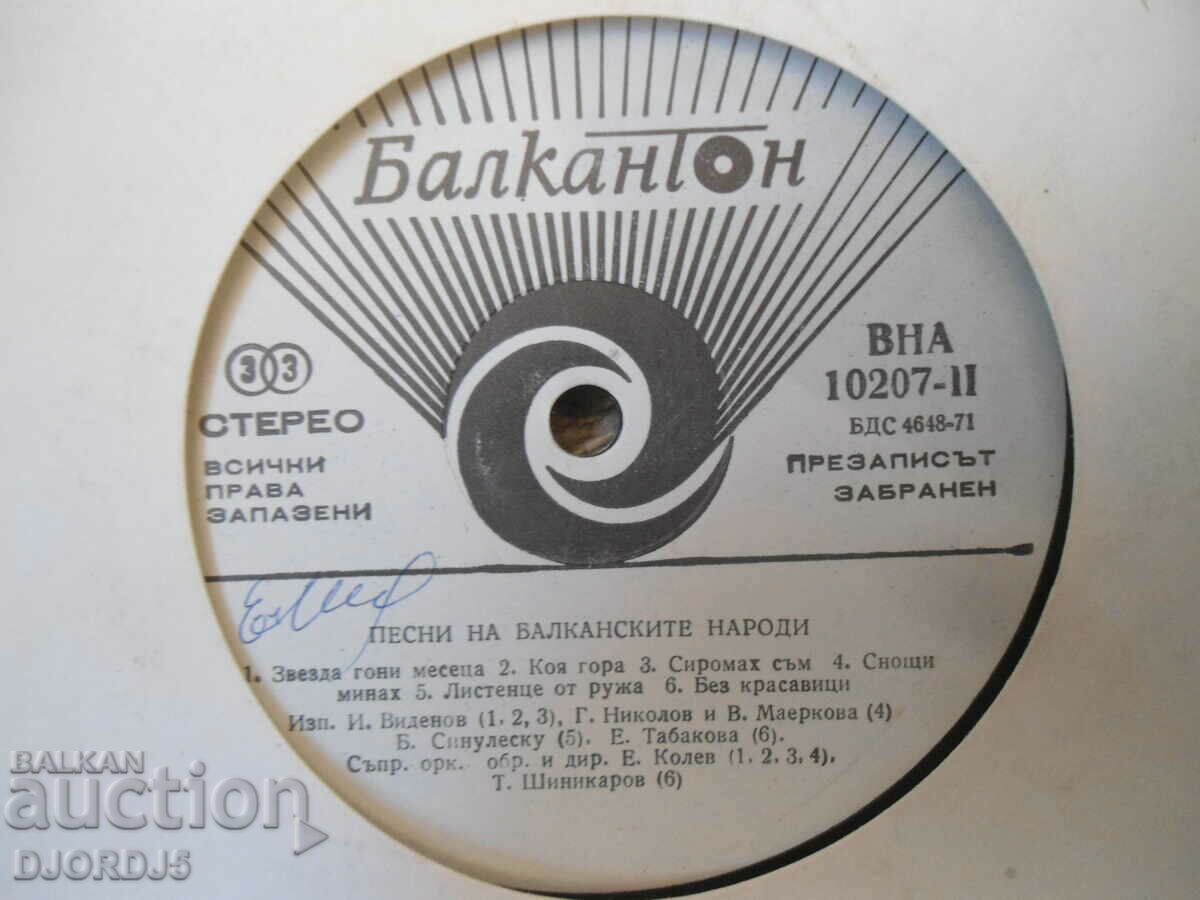 Балкантон
33
СТЕРЕО
ВСИЧКИ
ПРАВА
ЗАПАЗЕНИ
ВНА
10207-II
БДС 4648-71
ПРЕЗАПИСЪТ
ЗАБРАНЕН
ПЕСНИ НА БАЛКАНСКИТЕ НАРОДИ
1. Звезда гони месеца 2. Коя гора 3. Сиромах съм 4. Снощи
минах 5. Листенце от ружа 6. Без красавици
Изп. И. Виденов (1, 2, 3), Г. Николов и В. Маеркова (4)
Б. Синулеску (5). Е. Табакова (6).
Съпр. орк. обр. и дир. Е. Колев (1, 2, 3, 4),
Т. Шиникаров (6)
BALKAN
auction
DJORDJ5